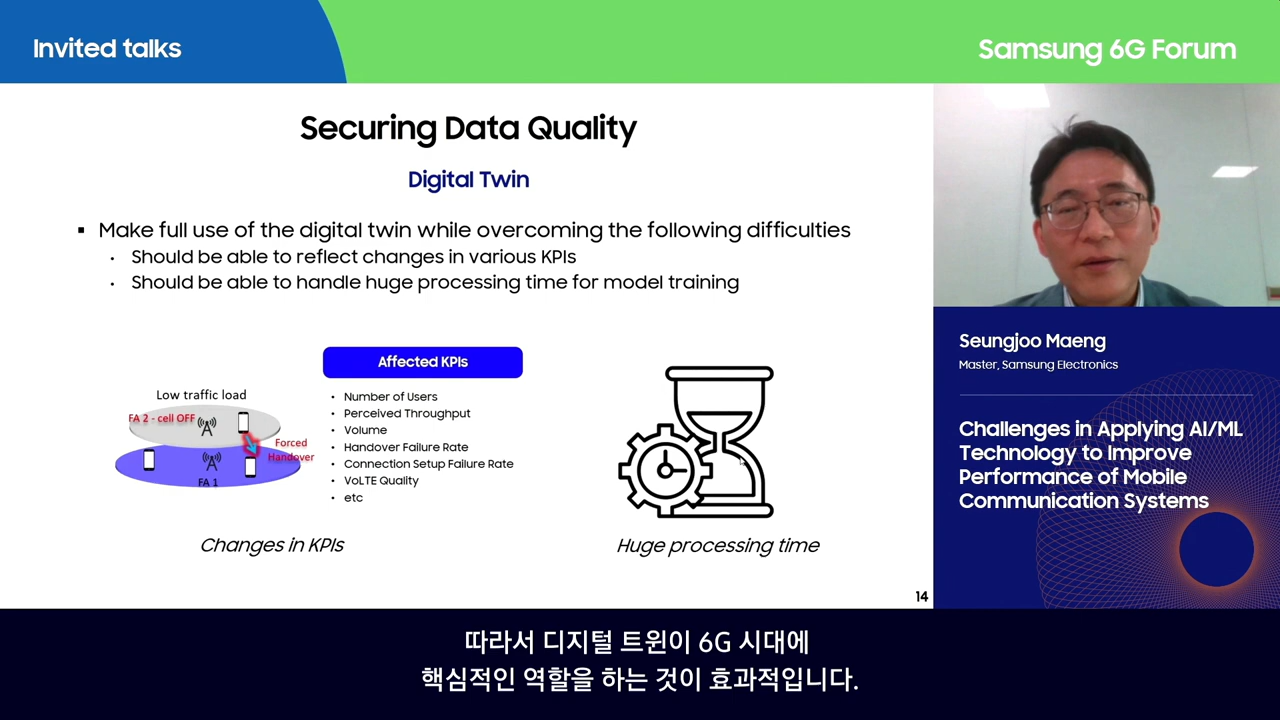 Invited talks
Samsung 6G Forum
Securing Data Quality
Digital Twin
▪ Make full use of the digital twin while overcoming the following difficulties
• Should be able to reflect changes in various KPIs
• Should be able to handle huge processing time for model training
Affected KPIs
Low traffic load
FA 2 - cell OFF
Forced
Handover
FA 1
• Number of Users
• Perceived Throughput
• Volume
• Handover Failure Rate
• Connection Setup Failure Rate
• VoLTE Quality
• etc
Changes in KPIs
Huge processing time
14
Seungjoo Maeng
Master, Samsung Electronics
Challenges in Applying AI/ML
Technology to Improve
Performance of Mobile
Communication Systems
따라서 디지털 트윈이 6G 시대에
핵심적인 역할을 하는 것이 효과적입니다.